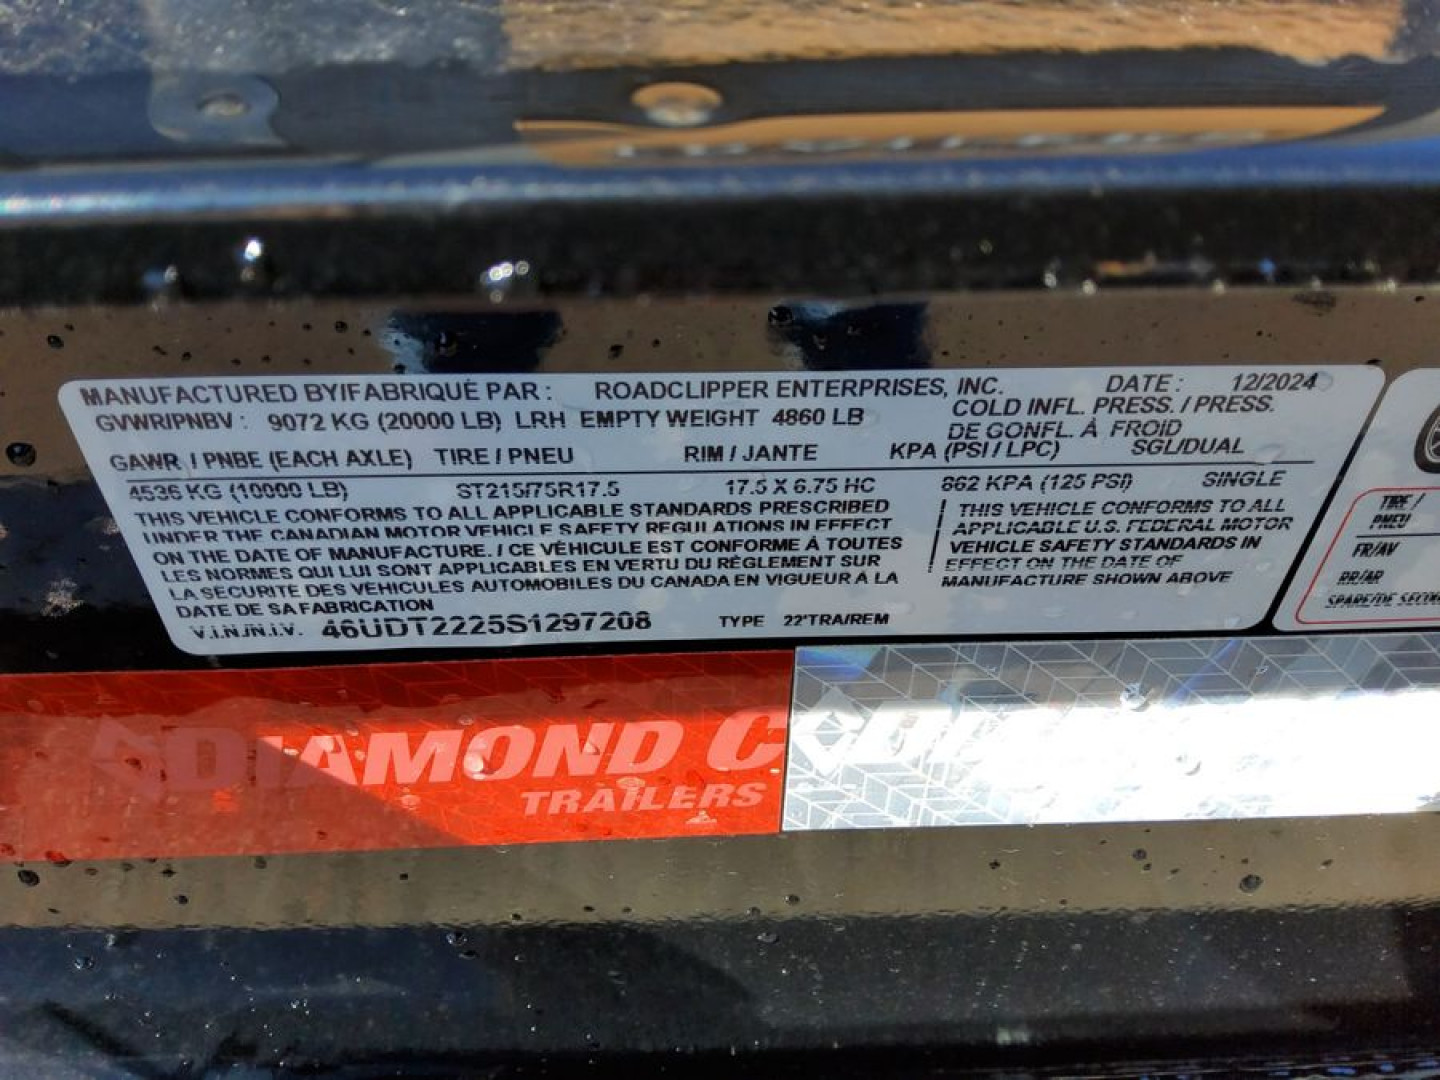 MANUFACTURED BY/FABRIQUÉ PAR : ROADCLIPPER ENTERPRISES, INC. DATE : 12/2024
GVWR/PNBV : 9072 KG (20000 LB) LRH EMPTY WEIGHT 4860 LB COLD INFL. PRESS. / PRESS.
DE GONFL. À FROID
GAWR / PNBE (EACH AXLE) TIRE / PNEU RIM / JANTE KPA (PSI / LPC) SGL/DUAL
4536 KG (10000 LB) ST215/75R17.5 17.5 X 6.75 HC 862 KPA (125 PSI) SINGLE
THIS VEHICLE CONFORMS TO ALL APPLICABLE STANDARDS PRESCRIBED
UNDER THE CANADIAN MOTOR VEHICLE SAFETY REGULATIONS IN EFFECT
ON THE DATE OF MANUFACTURE. / CE VÉHICULE EST CONFORME À TOUTES
LES NORMES QUI LUI SONT APPLICABLES EN VERTU DU RÈGLEMENT SUR
LA SECURITE DES VÉHICULES AUTOMOBILES DU CANADA EN VIGUEUR À LA
DATE DE SA FABRICATION
THIS VEHICLE CONFORMS TO ALL
APPLICABLE U.S. FEDERAL MOTOR
VEHICLE SAFETY STANDARDS IN
EFFECT ON THE DATE OF
MANUFACTURE SHOWN ABOVE
V.I.N./N.I.V. 46UDT2225S1297208 TYPE 22'TRA/REM
TIRE /
PNEU
FR/AV
RR/AR
SPARE/DE
DIAMOND C
TRAILERS